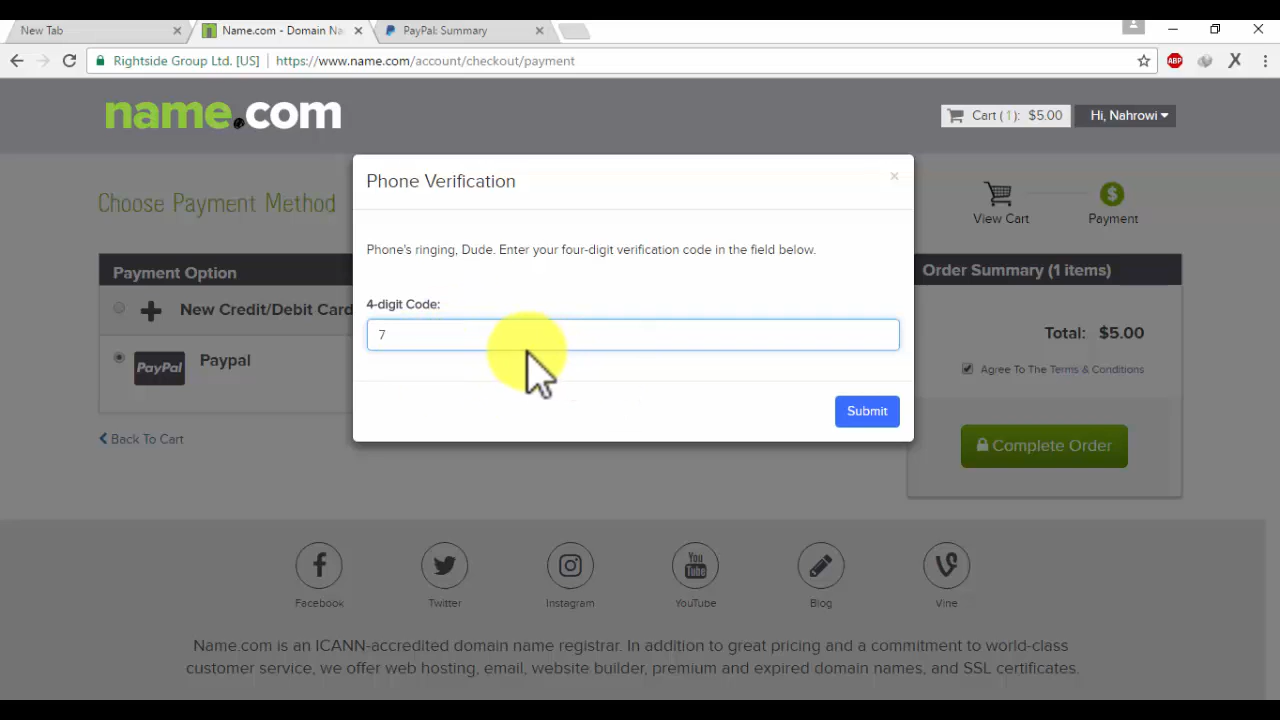 New Tab
Name.com - Domain Na
PayPal: Summary
Rightside Group Ltd. [US]
https://www.name.com/account/checkout/payment
ABP
name.com
Cart ( 1 ): $5.00
Hi, Nahrowi
Choose Payment Method
View Cart
Payment
Phone Verification
×
Phone's ringing, Dude. Enter your four-digit verification code in the field below.
4-digit Code:
7
Submit
Payment Option
New Credit/Debit Card
PayPal
Paypal
Back To Cart
Order Summary (1 items)
Total: $5.00
Agree To The Terms & Conditions
Complete Order
You
Tube
Facebook
Twitter
Instagram
YouTube
Blog
Vine
Name.com is an ICANN-accredited domain name registrar. In addition to great pricing and a commitment to world-class
customer service, we offer web hosting, email, website builder, premium and expired domain names, and SSL certificates.